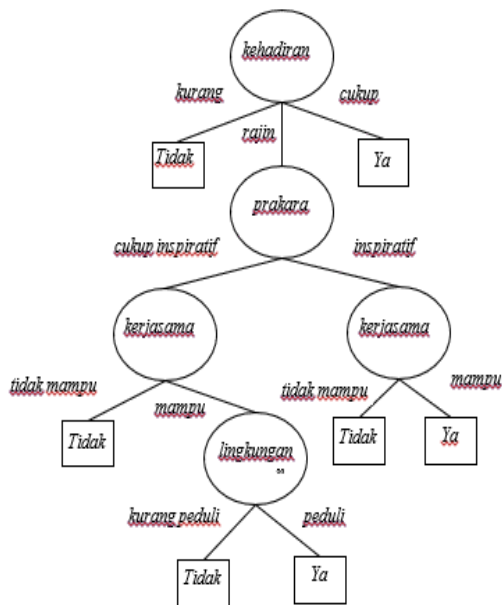 kehadiran
kurang
cukup
rajin
Tidak
Ya
prakara
cukup inspiratif
inspiratif
kerjasama
kerjasama
tidak mampu
mampu
tidak mampu
mampu
Tidak
lingkungan
Tidak
Ya
kurang peduli
peduli
Tidak
Ya